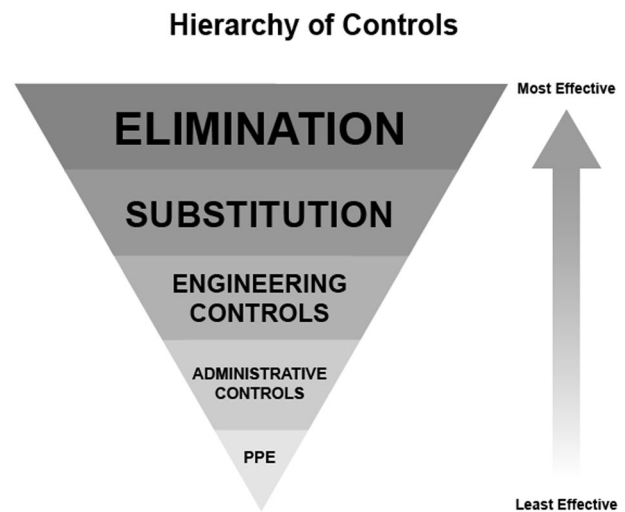 Hierarchy of Controls
Most Effective
ELIMINATION
SUBSTITUTION
ENGINEERING
CONTROLS
ADMINISTRATIVE
CONTROLS
PPE
Least Effective